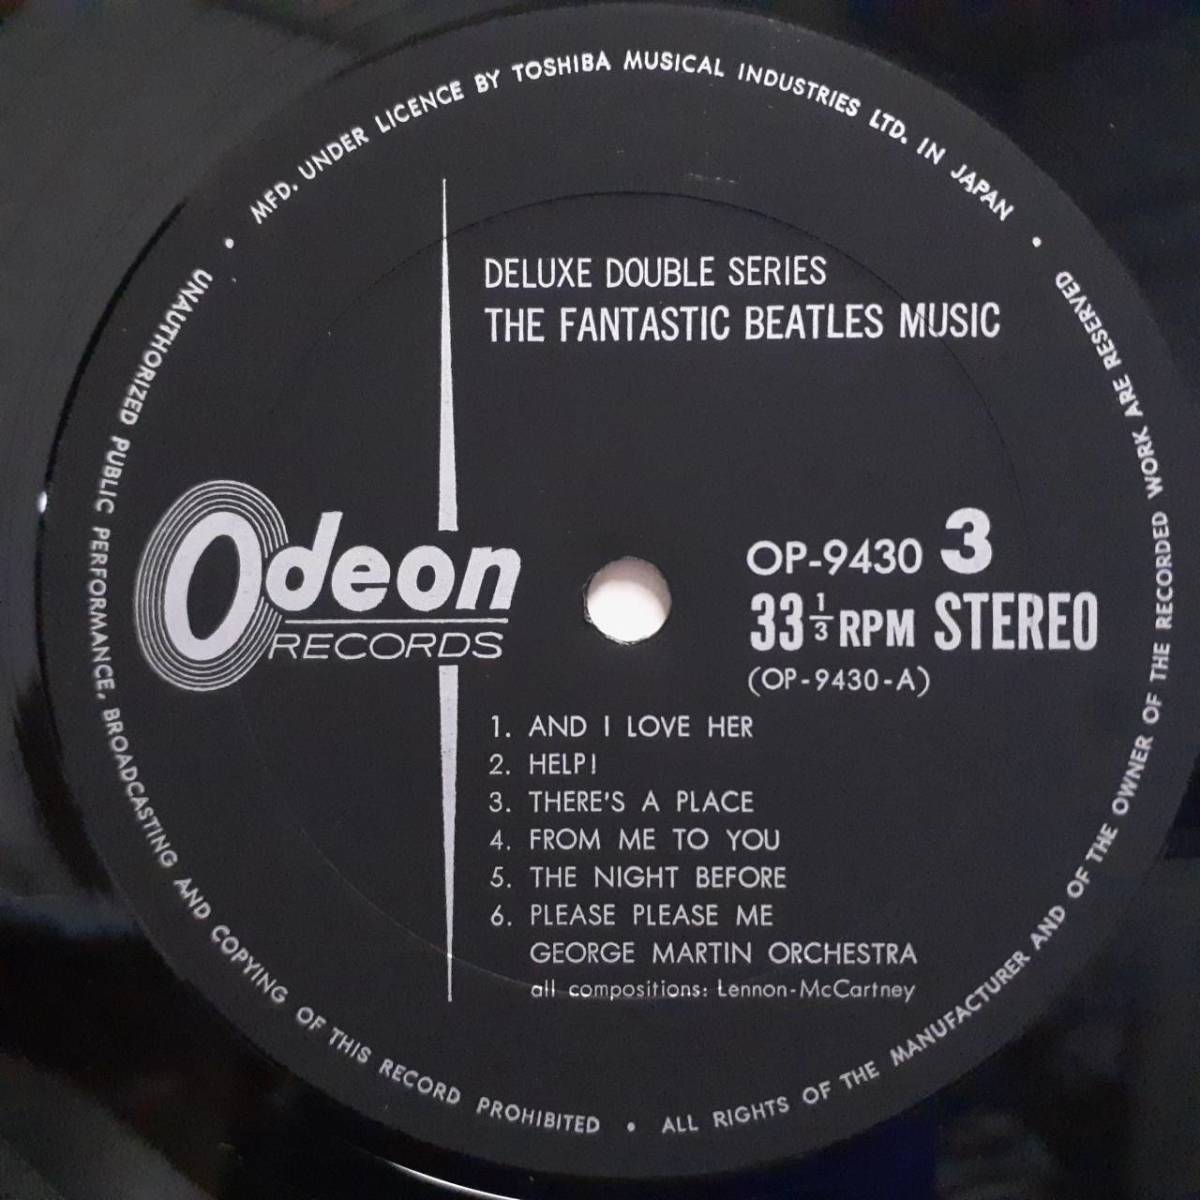 MFD. UNDER LICENCE BY TOSHIBA MUSICAL INDUSTRIES LTD. IN JAPAN
DELUXE DOUBLE SERIES
THE FANTASTIC BEATLES MUSIC
Odeon
RECORDS
OP-9430 3
33 1/3 RPM STEREO
(OP-9430-A)
1. AND I LOVE HER
2. HELP!
3. THERE'S A PLACE
4. FROM ME TO YOU
5. THE NIGHT BEFORE
6. PLEASE PLEASE ME
GEORGE MARTIN ORCHESTRA
all compositions: Lennon-McCartney
UNAUTHORIZED PUBLIC PERFORMANCE, BROADCASTING AND COPYING OF THIS RECORD PROHIBITED • ALL RIGHTS OF THE MANUFACTURER AND OF THE OWNER OF THE RECORDED WORK ARE RESERVED